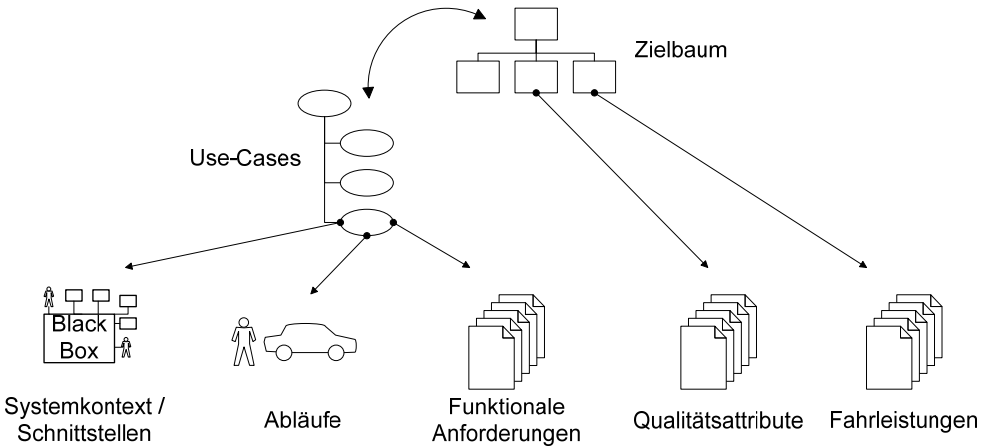 Zielbaum
Use-Cases
Black
Box
Systemkontext /
Schnittstellen
Abläufe
Funktionale
Anforderungen
Qualitätsattribute
Fahrleistungen